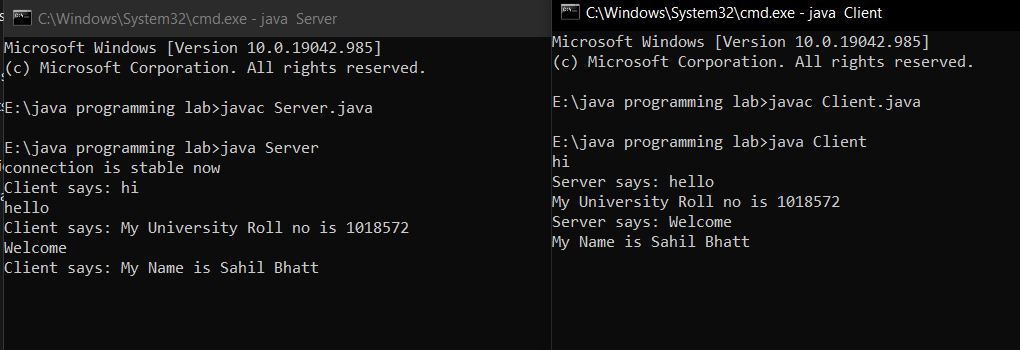 C:\Windows\System32\cmd.exe - java  Server
Microsoft Windows [Version 10.0.19042.985]
(c) Microsoft Corporation. All rights reserved.
E:\java programming lab>javac Server.java
E:\java programming lab>java Server
connection is stable now
Client says: hi
hello
Client says: My University Roll no is 1018572
Welcome
Client says: My Name is Sahil Bhatt
C:\Windows\System32\cmd.exe - java  Client
Microsoft Windows [Version 10.0.19042.985]
(c) Microsoft Corporation. All rights reserved.
E:\java programming lab>javac Client.java
E:\java programming lab>java Client
hi
Server says: hello
My University Roll no is 1018572
Server says: Welcome
My Name is Sahil Bhatt